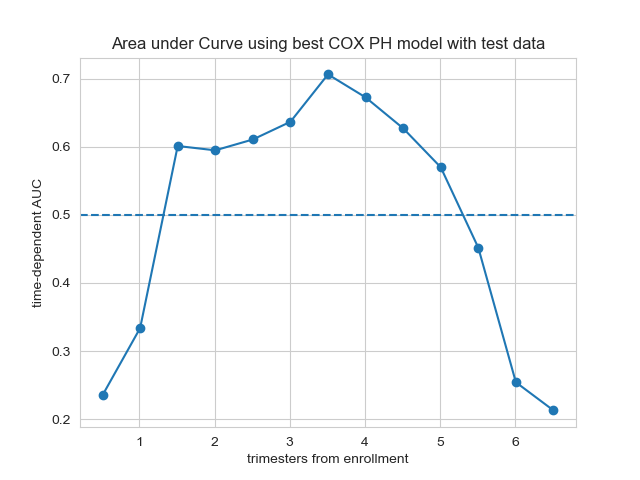 Area under Curve using best COX PH model with test data
time-dependent AUC
0.7
0.6
0.5
0.4
0.3
0.2
1 2 3 4 5 6
trimesters from enrollment